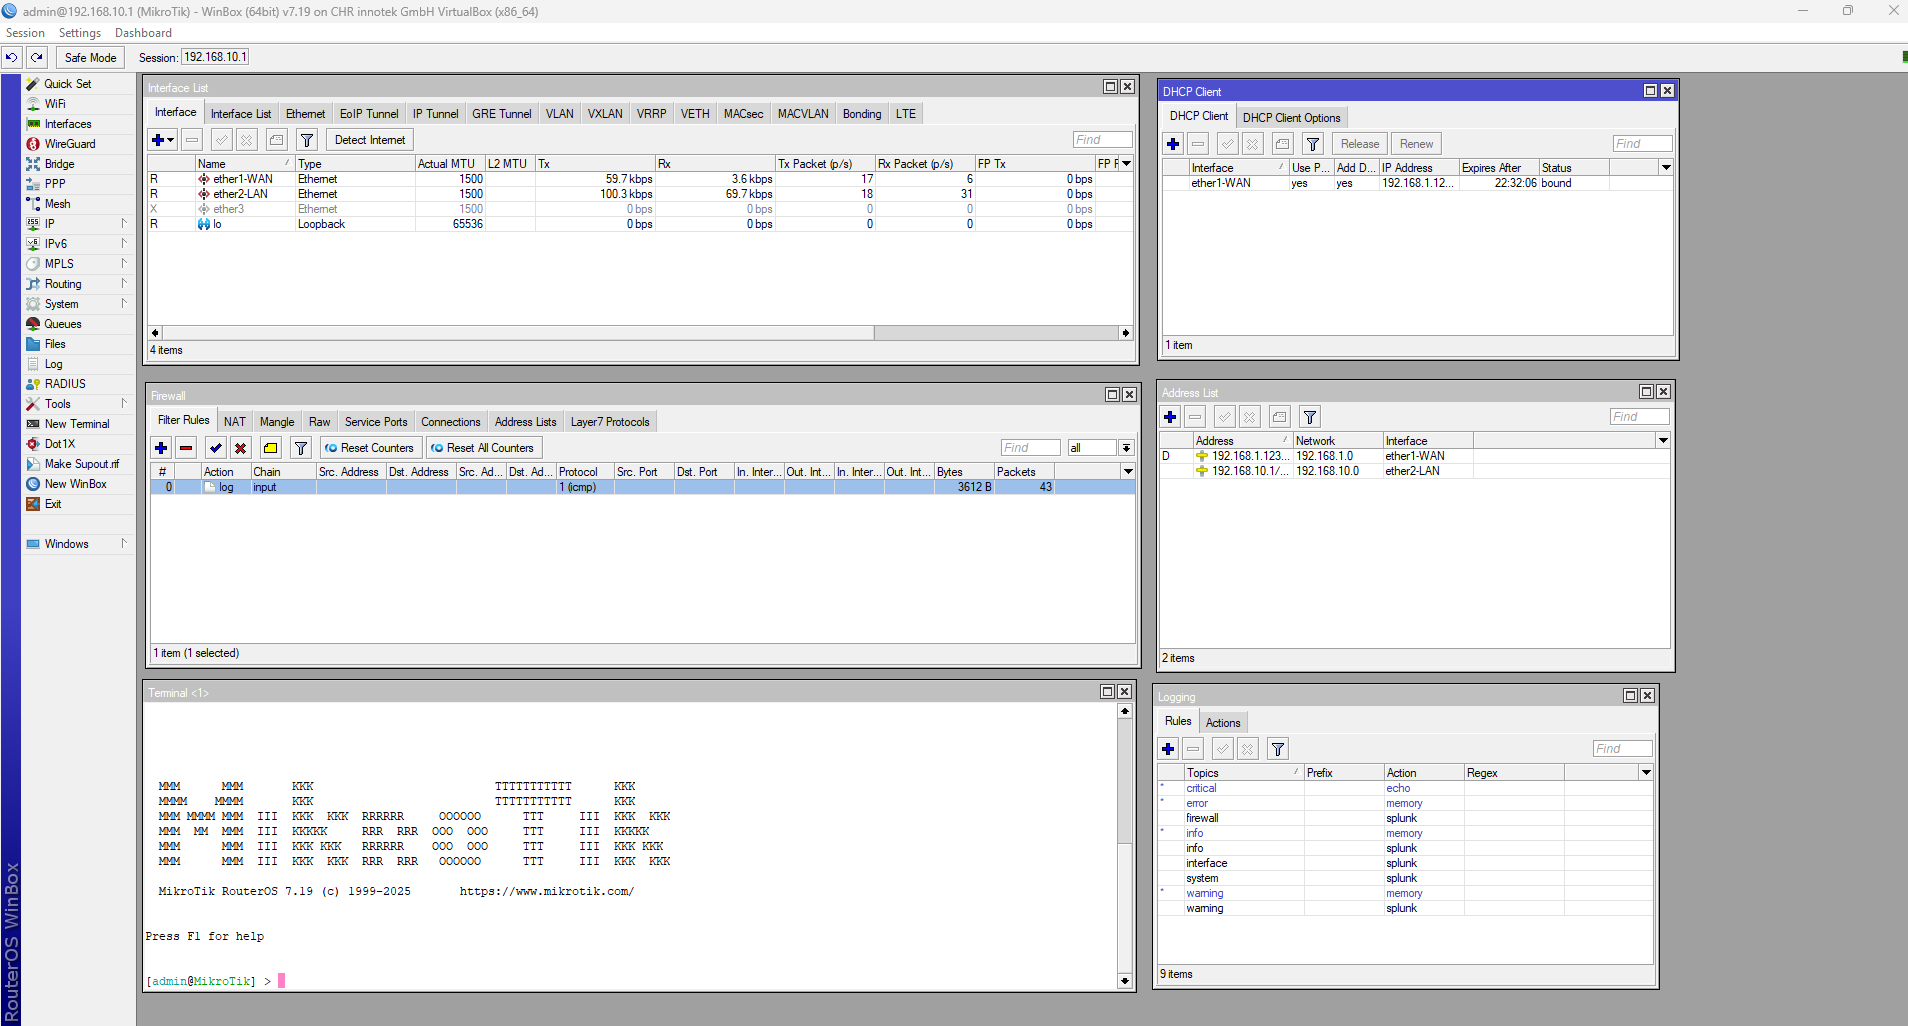 admin@192.168.10.1 (MikroTik) - WinBox (64bit) v7.19 on CHR innotek GmbH VirtualBox (x86_64)
Session Settings Dashboard
Safe Mode Session: 192.168.10.1
Quick Set
WiFi
Interfaces
WireGuard
Bridge
PPP
Mesh
IP
IPv6
MPLS
Routing
System
Queues
Files
Log
RADIUS
Tools
New Terminal
Dot1X
Make Supout.rif
New WinBox
Exit
Windows
RouterOS WinBox
Interface List
Interface Interface List Ethernet EoIP Tunnel IP Tunnel GRE Tunnel VLAN VXLAN VRRP VETH MACsec MACVLAN Bonding LTE
Detect Internet Find
Name Type Actual MTU L2 MTU Tx Rx Tx Packet (p/s) Rx Packet (p/s) FP Tx FP F
R ether1-WAN Ethernet 1500 59.7 kbps 3.6 kbps 17 6 0 bps
R ether2-LAN Ethernet 1500 100.3 kbps 69.7 kbps 18 31 0 bps
X ether3 Ethernet 1500 0 bps 0 bps 0 0 0 bps
R lo Loopback 65536 0 bps 0 bps 0 0 0 bps
4 items
DHCP Client
DHCP Client DHCP Client Options
Release Renew Find
Interface Use P... Add D... IP Address Expires After Status
ether1-WAN yes yes 192.168.1.12... 22:32:06 bound
1 item
Firewall
Filter Rules NAT Mangle Raw Service Ports Connections Address Lists Layer7 Protocols
Reset Counters Reset All Counters Find all
# Action Chain Src. Address Dst. Address Src. Ad... Dst. Ad... Protocol Src. Port Dst. Port In. Inter... Out. Int... In. Inter... Out. Int... Bytes Packets
0 log input 1 (icmp) 3612 B 43
1 item (1 selected)
Address List
Find
Address Network Interface
D 192.168.1.123... 192.168.1.0 ether1-WAN
192.168.10.1/... 192.168.10.0 ether2-LAN
2 items
Terminal <1>
MMM MMM KKK TTTTTTTTTTT KKK
MMMM MMMM KKK TTTTTTTTTTT KKK
MMM MMMM MMM III KKK KKK RRRRRR OOOOOO TTT III KKK KKK
MMM MM MMM III KKKKK RRR RRR OOO OOO TTT III KKKKK
MMM MMM III KKK KKK RRRRRR OOO OOO TTT III KKK KKK
MMM MMM III KKK KKK RRR RRR OOOOOO TTT III KKK KKK
MikroTik RouterOS 7.19 (c) 1999-2025 https://www.mikrotik.com/
Press F1 for help
[admin@MikroTik] >
Logging
Rules Actions
Find
Topics Prefix Action Regex
* critical echo
* error memory
firewall splunk
* info memory
info splunk
interface splunk
system splunk
* warning memory
warning splunk
9 items